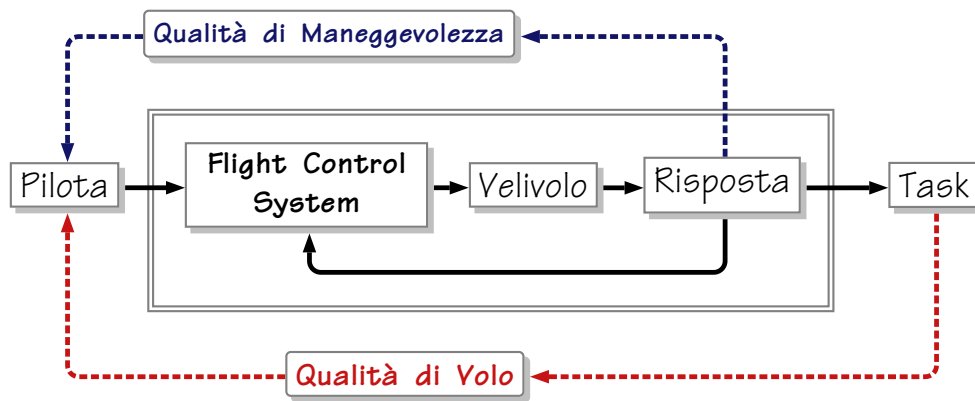 Qualità di Maneggevolezza
Pilota
Flight Control
System
Velivolo
Risposta
Task
Qualità di Volo